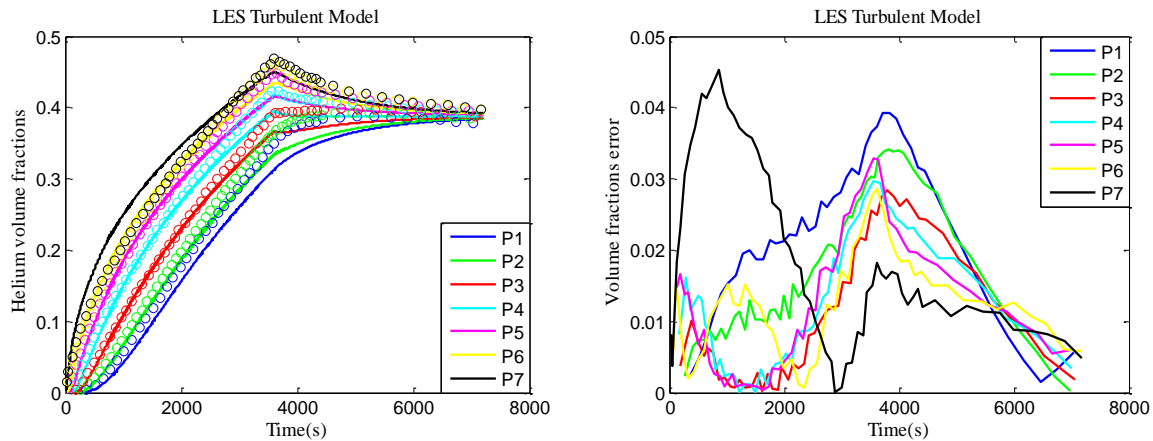 LES Turbulent Model
Helium volume fractions
0.5
0.4
0.3
0.2
0.1
0
0
2000
4000
6000
8000
Time(s)
P1
P2
P3
P4
P5
P6
P7
LES Turbulent Model
Volume fractions error
0.05
0.04
0.03
0.02
0.01
0
0
2000
4000
6000
8000
Time(s)
P1
P2
P3
P4
P5
P6
P7